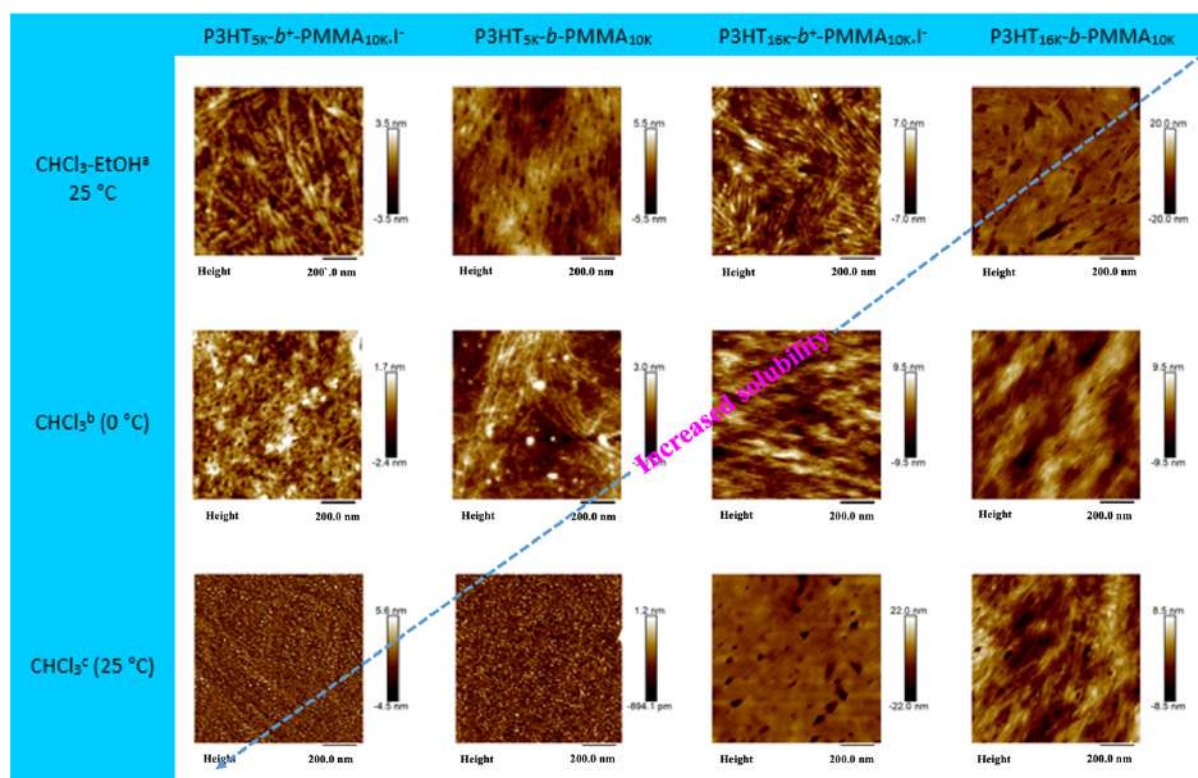 P3HT₅ₖ-b⁺-PMMA₁₀ₖ.I⁻ P3HT₅ₖ-b-PMMA₁₀ₖ P3HT₁₆ₖ-b⁺-PMMA₁₀ₖ.I⁻ P3HT₁₆ₖ-b-PMMA₁₀ₖ
CHCl₃-EtOHᵃ
25 °C
3.5 nm 5.5 nm 7.0 nm 20.0 nm
-3.5 nm -5.5 nm -7.0 nm -20.0 nm
Height 200`.0 nm Height 200.0 nm Height 200.0 nm Height 200.0 nm
Increased solubility
CHCl₃ᵇ (0 °C)
1.7 nm 3.0 nm 9.5 nm 9.5 nm
-2.4 nm -9.5 nm -9.5 nm
Height 200.0 nm Height 200.0 nm Height 200.0 nm Height 200.0 nm
CHCl₃ᶜ (25 °C)
5.6 nm 1.2 nm 22.0 nm 8.5 nm
-4.5 nm -894.1 pm -22.0 nm -8.5 nm
Height 200.0 nm Height 200.0 nm Height 200.0 nm Height 200.0 nm